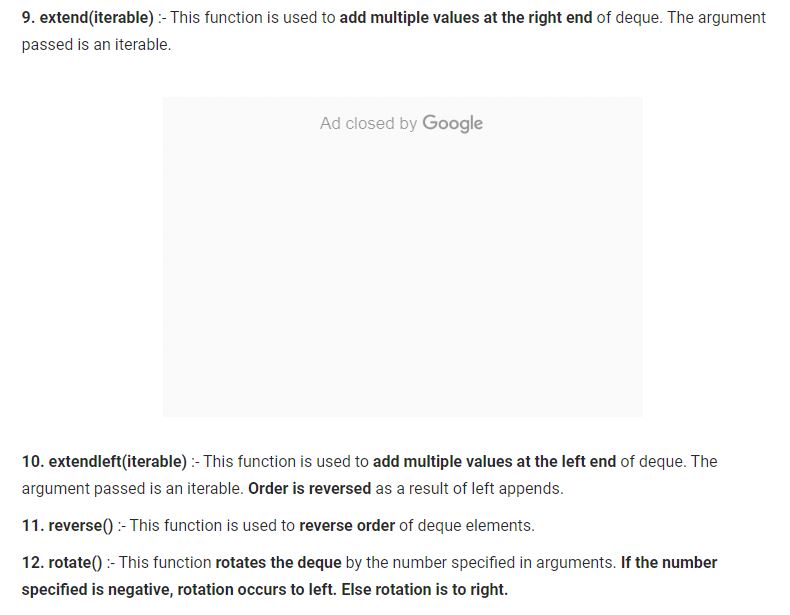 9. extend(iterable) :- This function is used to add multiple values at the right end of deque. The argument
passed is an iterable.
Ad closed by Google
10. extendleft(iterable) :- This function is used to add multiple values at the left end of deque. The
argument passed is an iterable. Order is reversed as a result of left appends.
11. reverse() :- This function is used to reverse order of deque elements.
12. rotate() :- This function rotates the deque by the number specified in arguments. If the number
specified is negative, rotation occurs to left. Else rotation is to right.